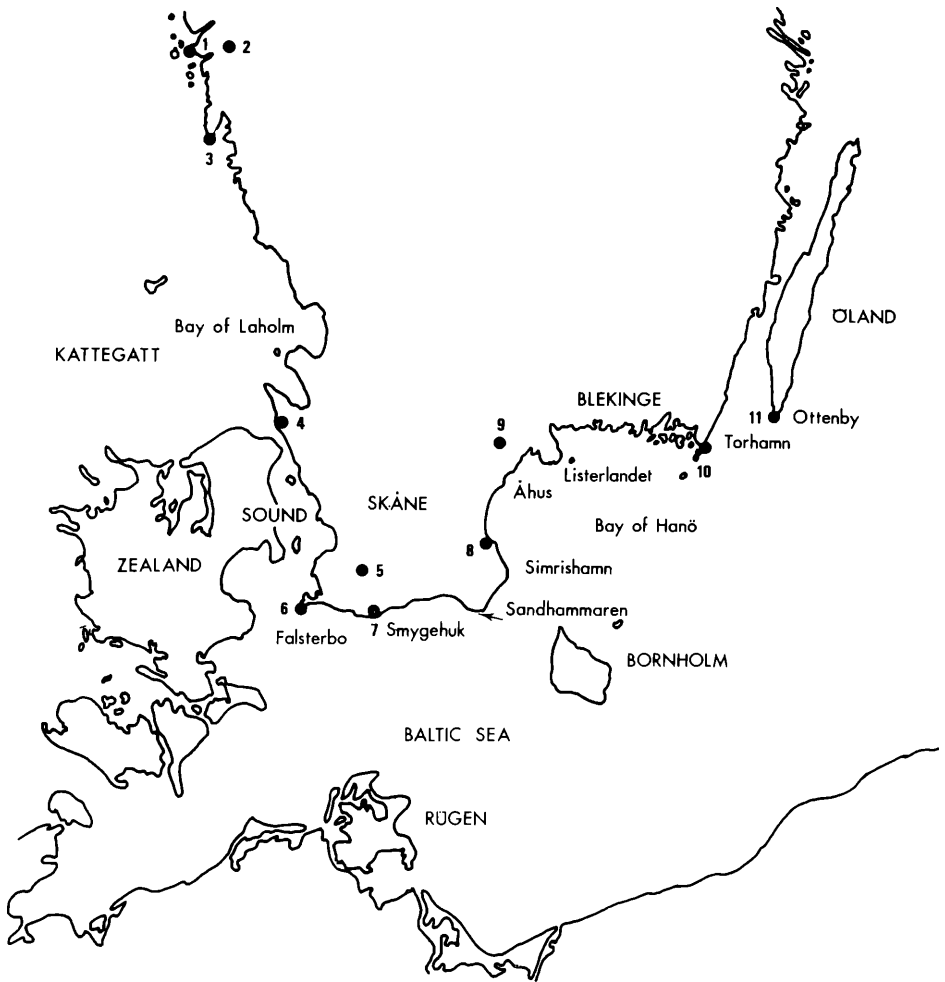 1
2
3
Bay of Laholm
KATTEGATT
ÖLAND
BLEKINGE
4
9
11
Ottenby
Torhamn
10
Listerlandet
Åhus
SKÅNE
SOUND
Bay of Hanö
8
ZEALAND
5
Simrishamn
6
Sandhammaren
7
Smygehuk
Falsterbo
BORNHOLM
BALTIC SEA
RÜGEN